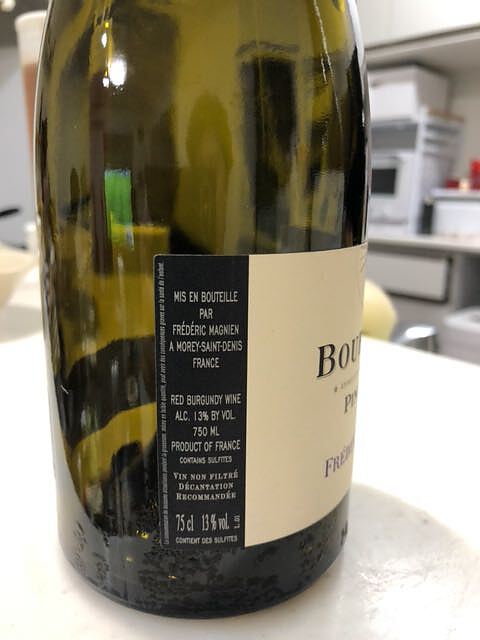 MIS EN BOUTEILLE
PAR
FRÉDÉRIC MAGNIEN
A MOREY-SAINT-DENIS
FRANCE
RED BURGUNDY WINE
ALC. 13% BY VOL.
750 ML
PRODUCT OF FRANCE
CONTAINS SULFITES
VIN NON FILTRÉ
DÉCANTATION
RECOMMANDÉE
75 cl 13 % vol.
CONTIENT DES SULFITES
BOU
PI
FRÉD